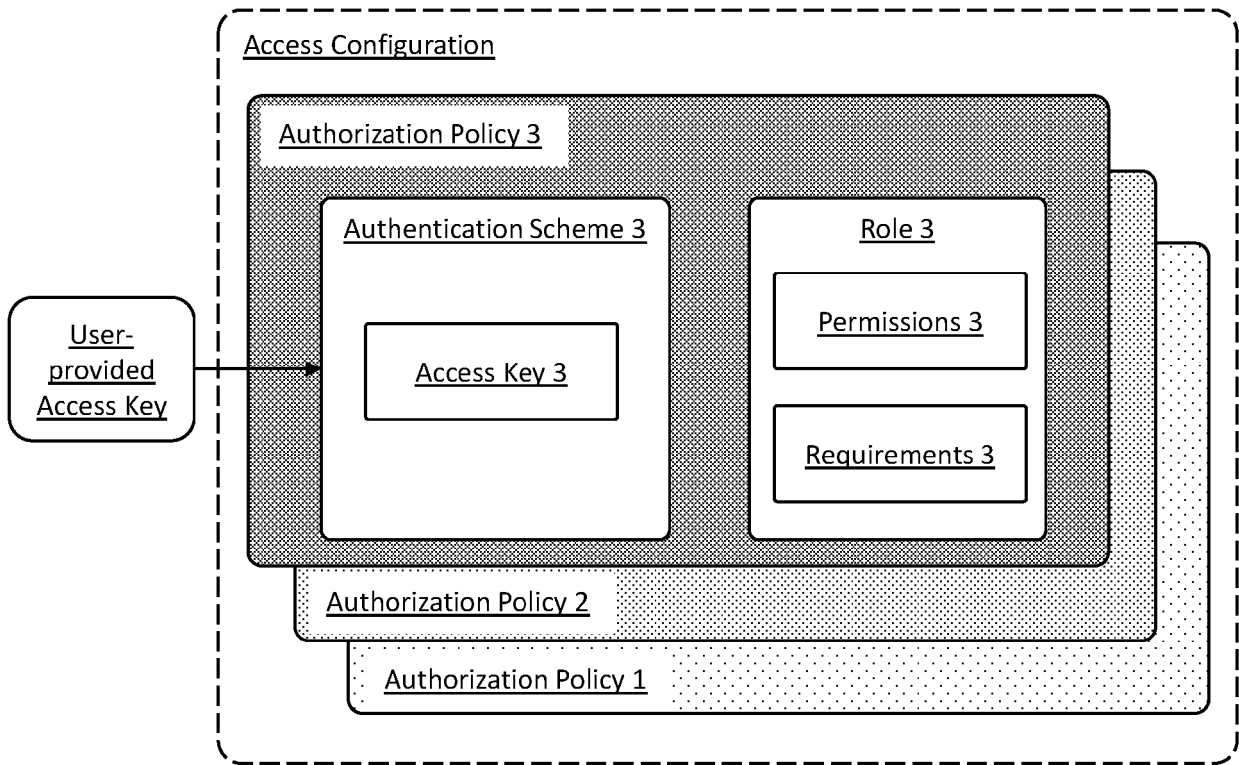 Access Configuration
Authorization Policy 3
Authentication Scheme 3
Role 3
Permissions 3
Access Key 3
Requirements 3
User-
provided
Access Key
Authorization Policy 2
Authorization Policy 1